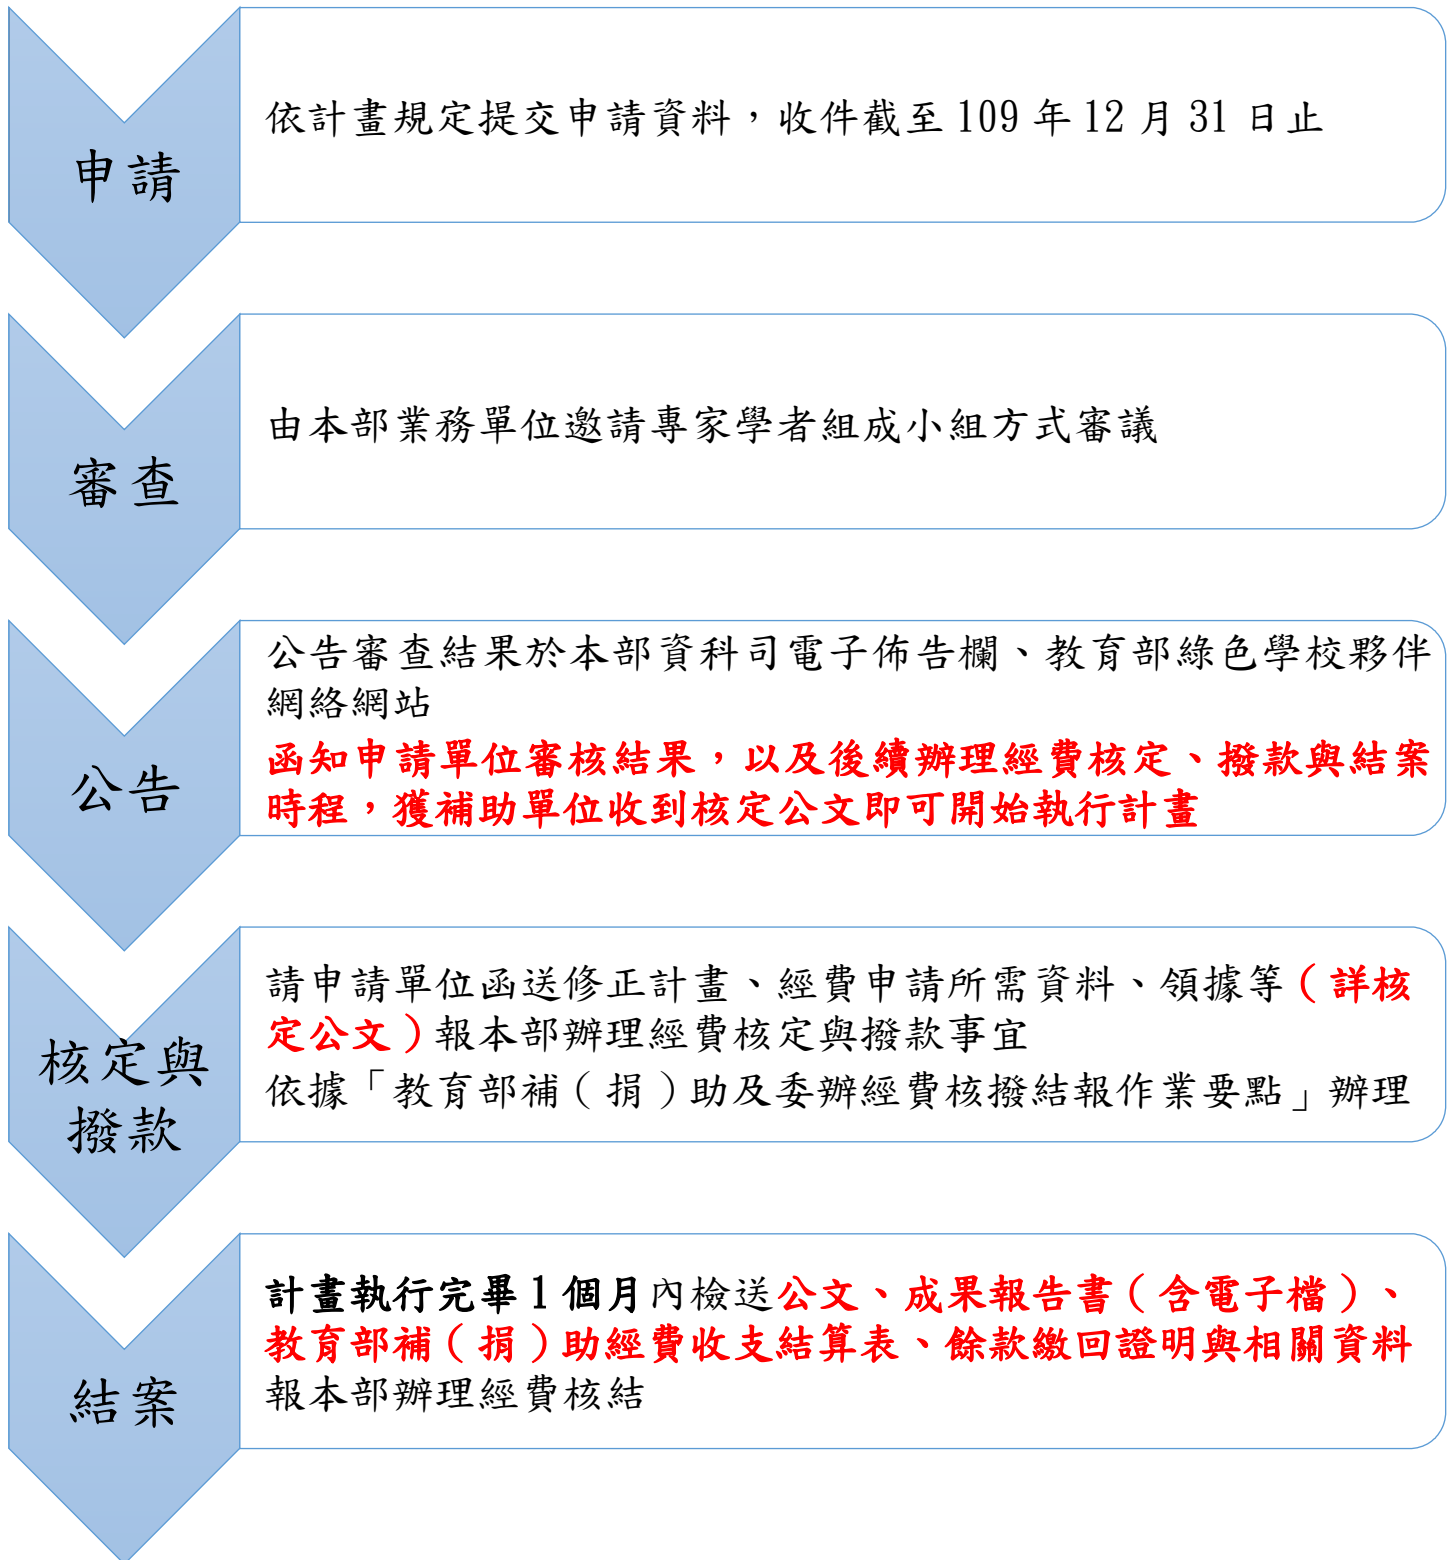 申請
依計畫規定提交申請資料，收件截至 109 年 12 月 31 日止
審查
由本部業務單位邀請專家學者組成小組方式審議
公告
公告審查結果於本部資科司電子佈告欄、教育部綠色學校夥伴
網絡網站
函知申請單位審核結果，以及後續辦理經費核定、撥款與結案
時程，獲補助單位收到核定公文即可開始執行計畫
核定與
撥款
請申請單位函送修正計畫、經費申請所需資料、領據等（詳核
定公文）報本部辦理經費核定與撥款事宜
依據「教育部補（捐）助及委辦經費核撥結報作業要點」辦理
結案
計畫執行完畢 1 個月內檢送公文、成果報告書（含電子檔）、
教育部補（捐）助經費收支結算表、餘款繳回證明與相關資料
報本部辦理經費核結